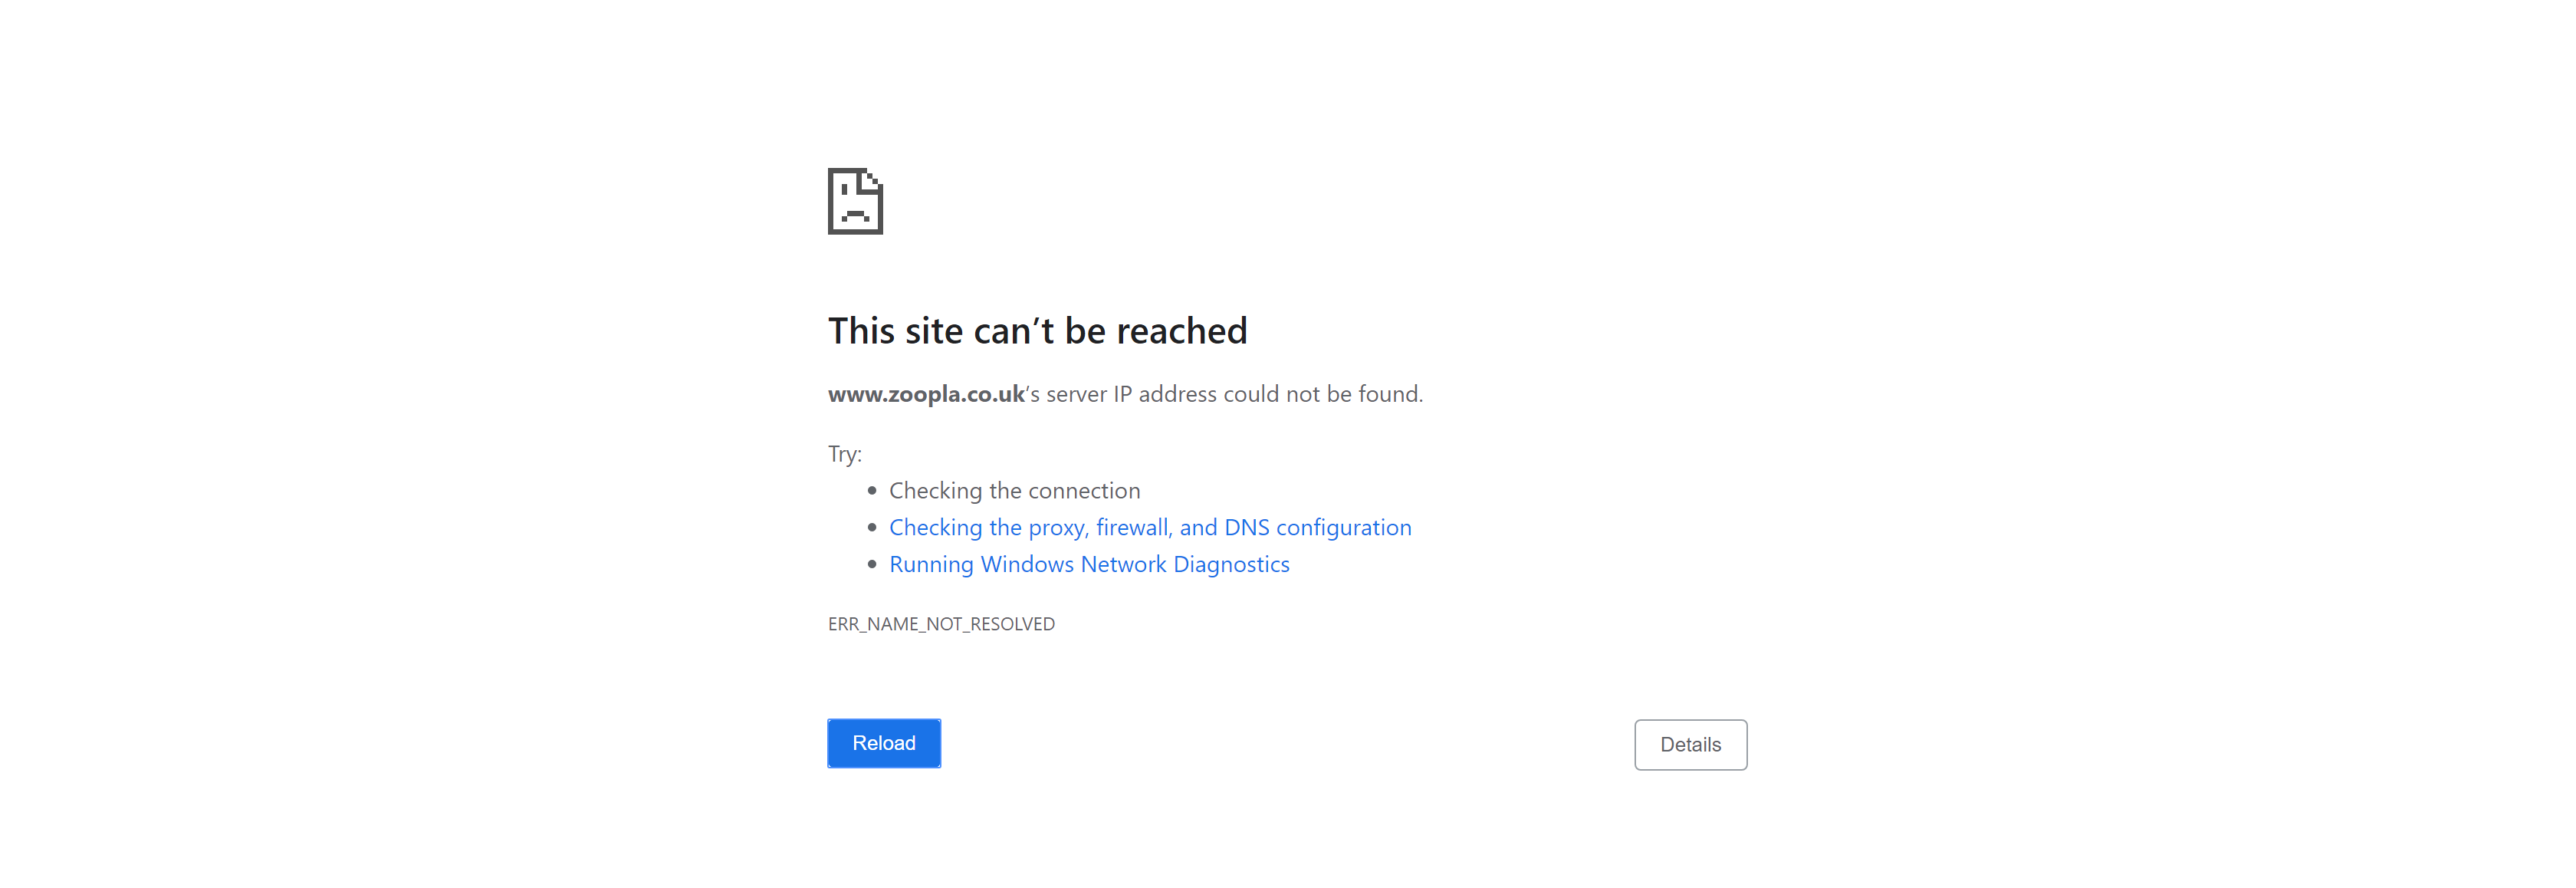 This site can’t be reached
www.zoopla.co.uk’s server IP address could not be found.
Try:
• Checking the connection
• Checking the proxy, firewall, and DNS configuration
• Running Windows Network Diagnostics
ERR_NAME_NOT_RESOLVED
Reload
Details